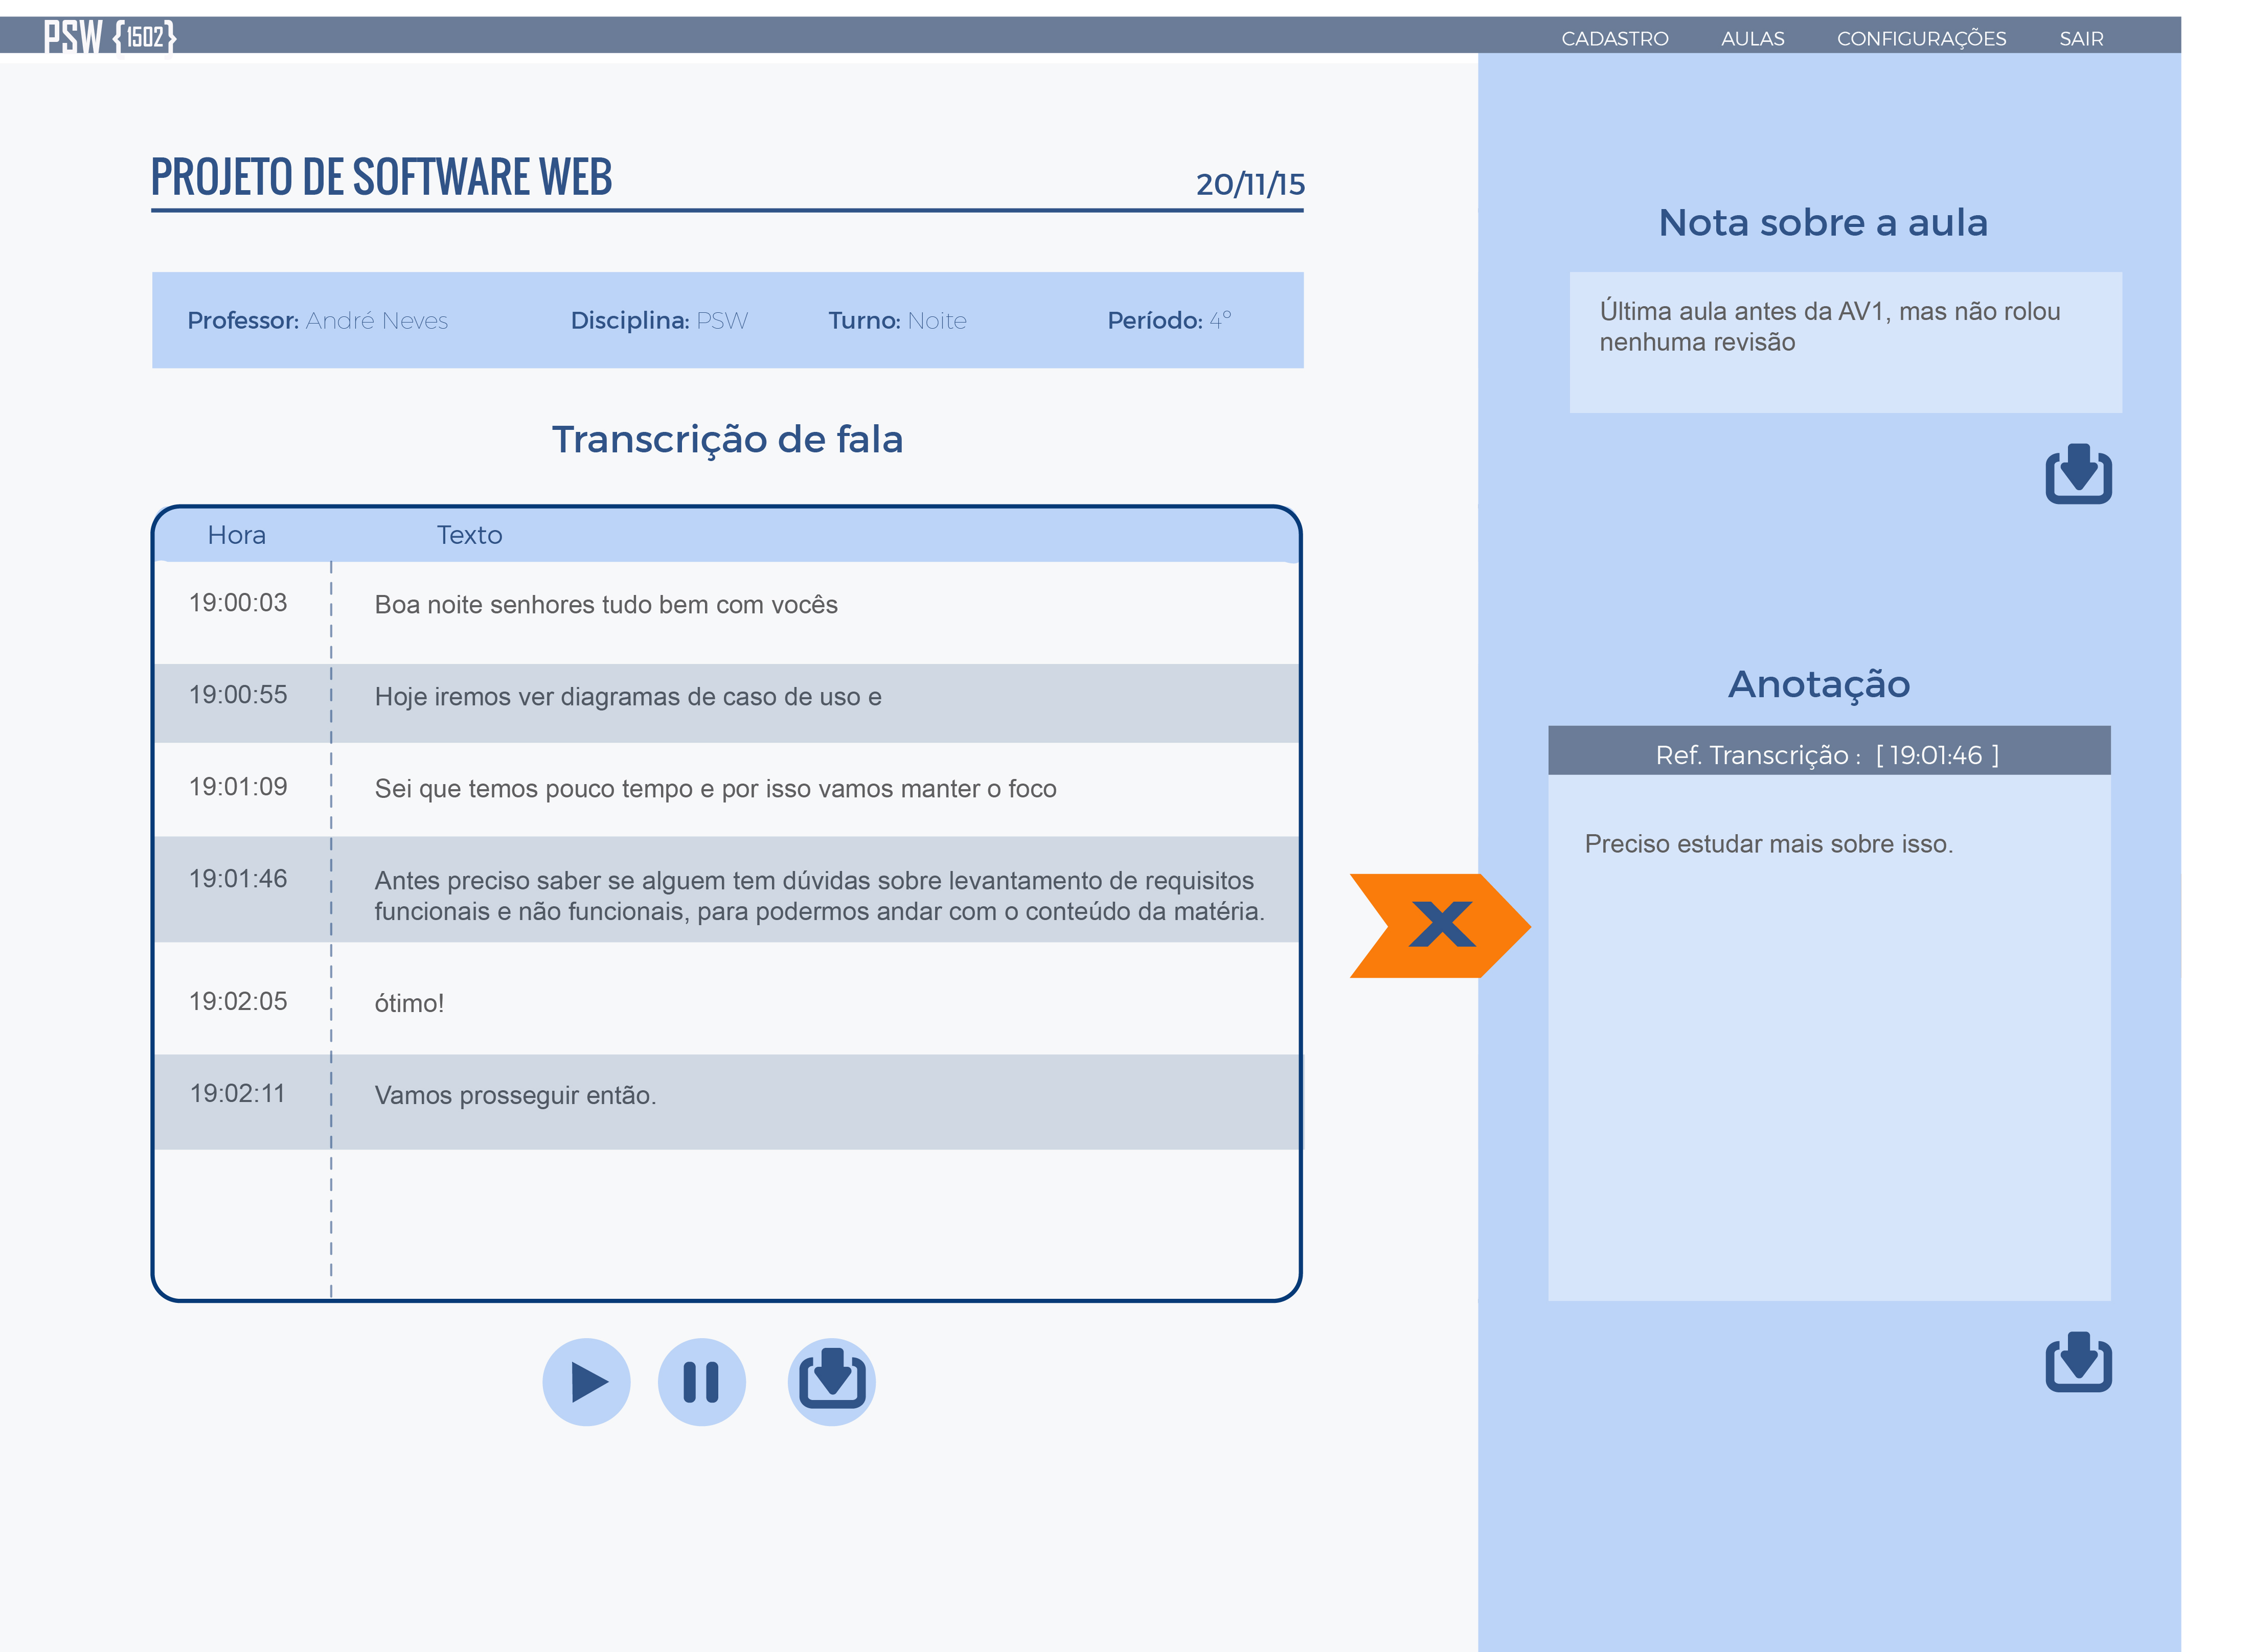 PSW {1502}
CADASTRO AULAS CONFIGURAÇÕES SAIR
PROJETO DE SOFTWARE WEB
20/11/15
Professor: André Neves Disciplina: PSW Turno: Noite Período: 4°
Transcrição de fala
Hora Texto
19:00:03 Boa noite senhores tudo bem com vocês
19:00:55 Hoje iremos ver diagramas de caso de uso e
19:01:09 Sei que temos pouco tempo e por isso vamos manter o foco
19:01:46 Antes preciso saber se alguem tem dúvidas sobre levantamento de requisitos
funcionais e não funcionais, para podermos andar com o conteúdo da matéria.
19:02:05 ótimo!
19:02:11 Vamos prosseguir então.
X
Nota sobre a aula
Última aula antes da AV1, mas não rolou
nenhuma revisão
Anotação
Ref. Transcrição : [ 19:01:46 ]
Preciso estudar mais sobre isso.